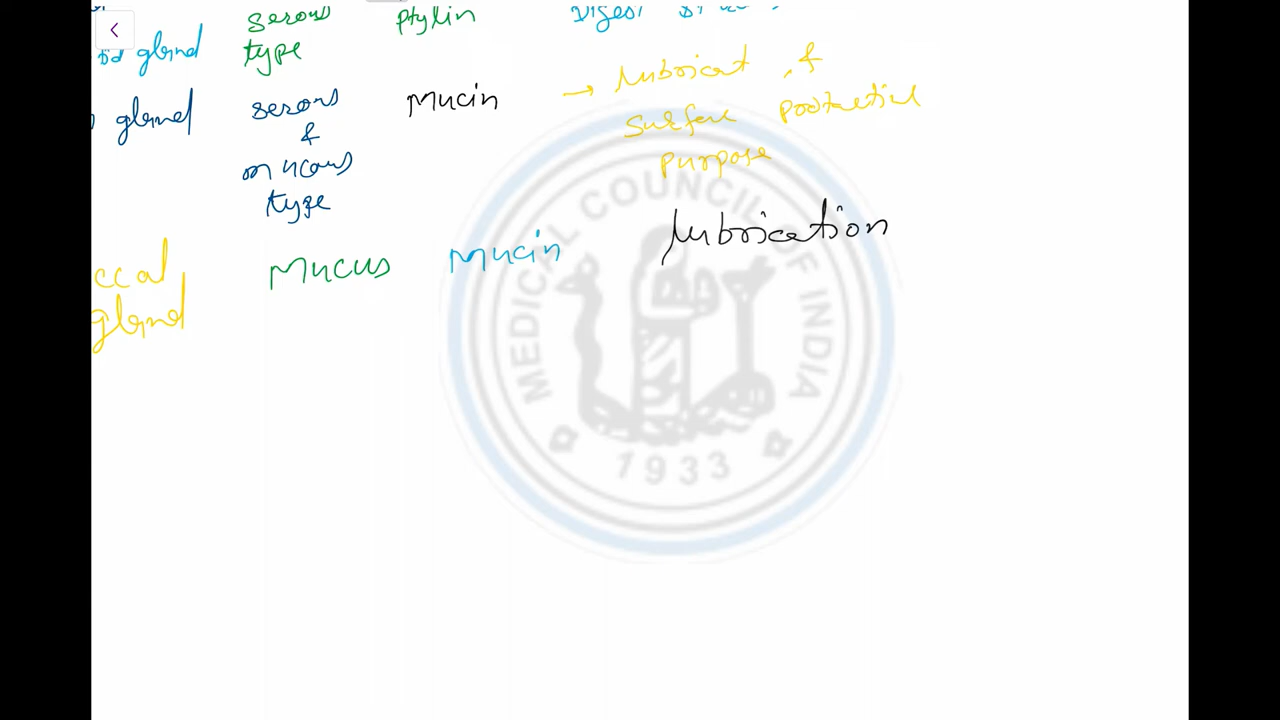 serous ptylin Digest
gland type
gland serous Mucin → lubricat &
& surface
mucous purpose
type
ccal Mucus Mucin lubrication
gland
MEDICAL COUNCIL OF INDIA
1933